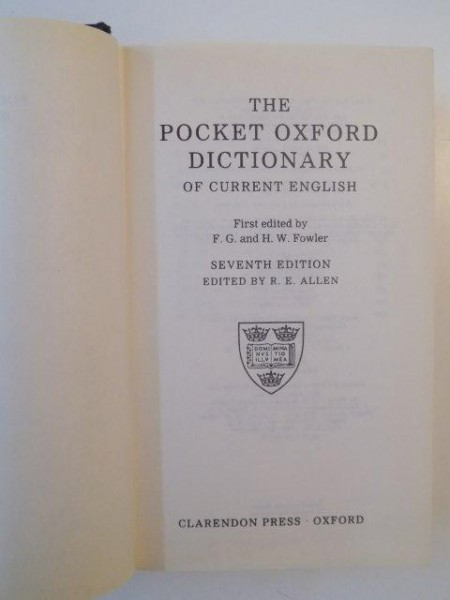 THE
POCKET OXFORD
DICTIONARY
OF CURRENT ENGLISH
First edited by
F. G. and H. W. Fowler
SEVENTH EDITION
EDITED BY R. E. ALLEN
DOMI MINA
NVS TIO
ILLV MEA
CLARENDON PRESS · OXFORD